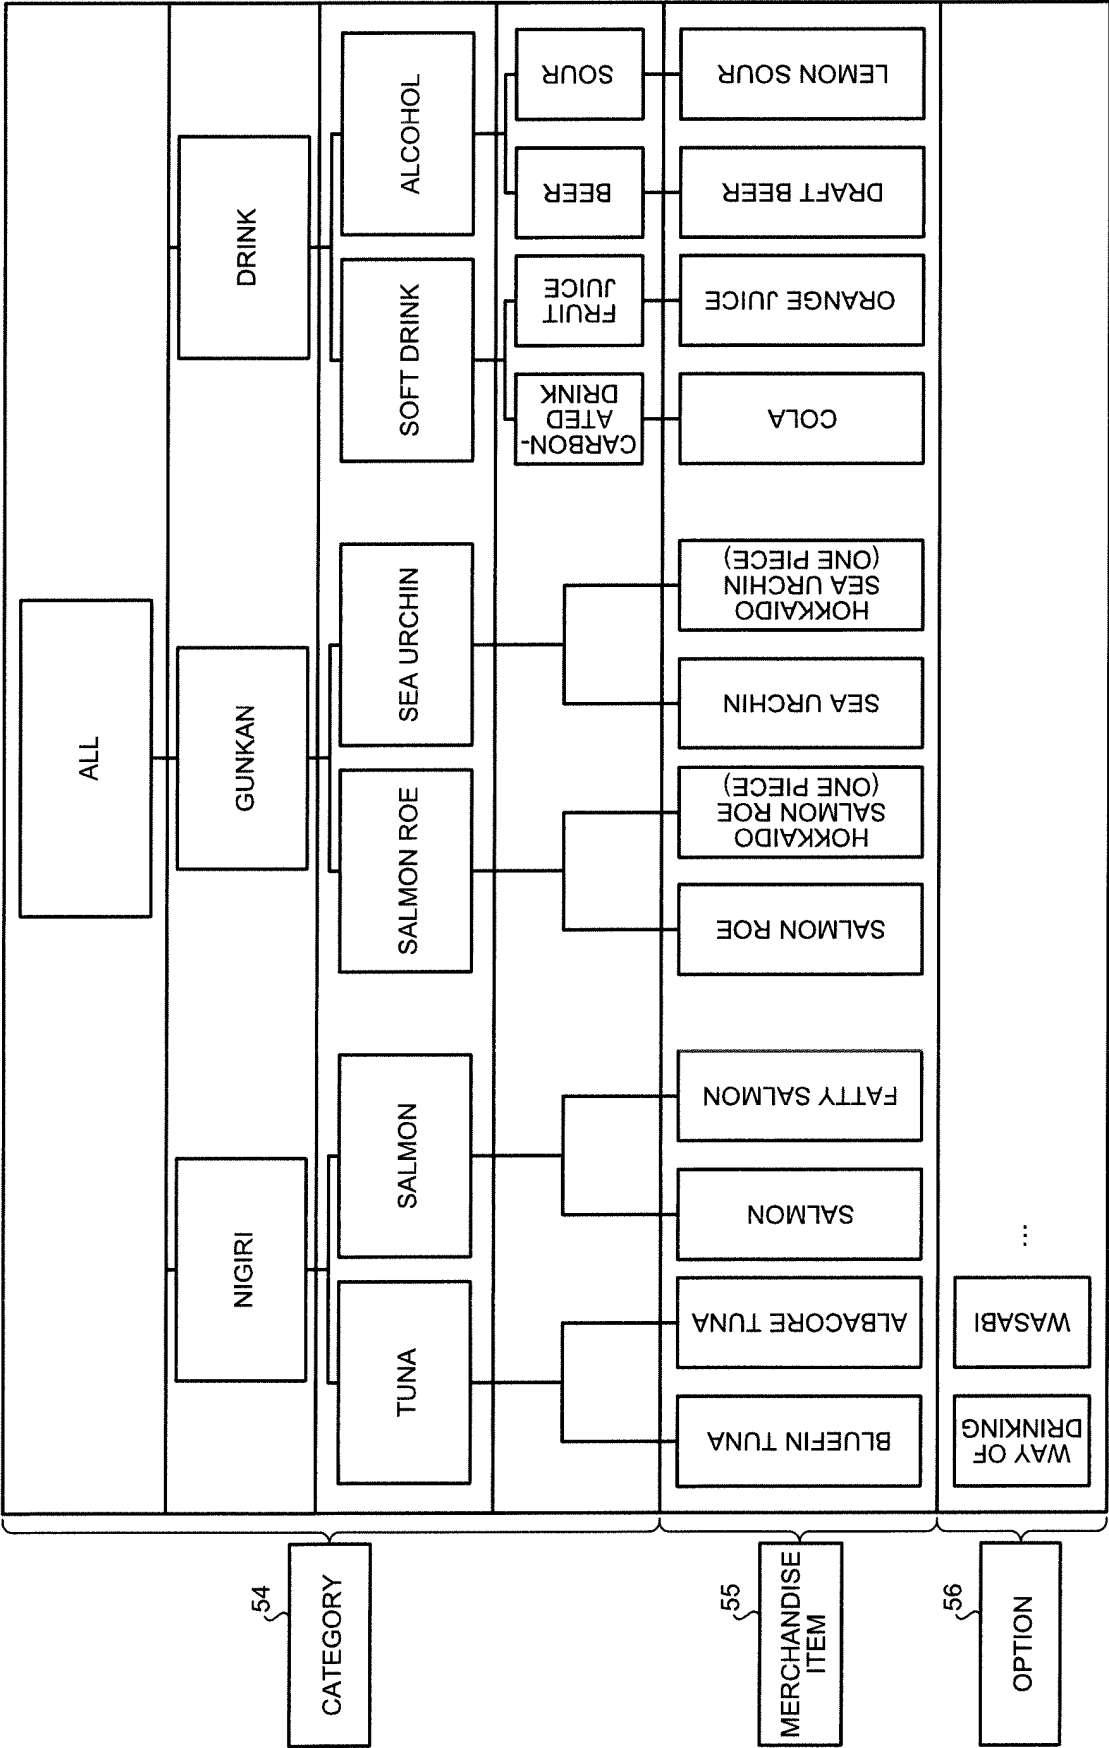 ALL
NIGIRI
GUNKAN
DRINK
TUNA
SALMON
SALMON ROE
SEA URCHIN
SOFT DRINK
ALCOHOL
CARBON-
ATED
DRINK
FRUIT
JUICE
BEER
SOUR
54
CATEGORY
BLUEFIN TUNA
ALBACORE TUNA
SALMON
FATTY SALMON
SALMON ROE
HOKKAIDO
SALMON ROE
(ONE PIECE)
SEA URCHIN
HOKKAIDO
SEA URCHIN
(ONE PIECE)
COLA
ORANGE JUICE
DRAFT BEER
LEMON SOUR
55
MERCHANDISE
ITEM
WAY OF
DRINKING
WASABI
...
56
OPTION